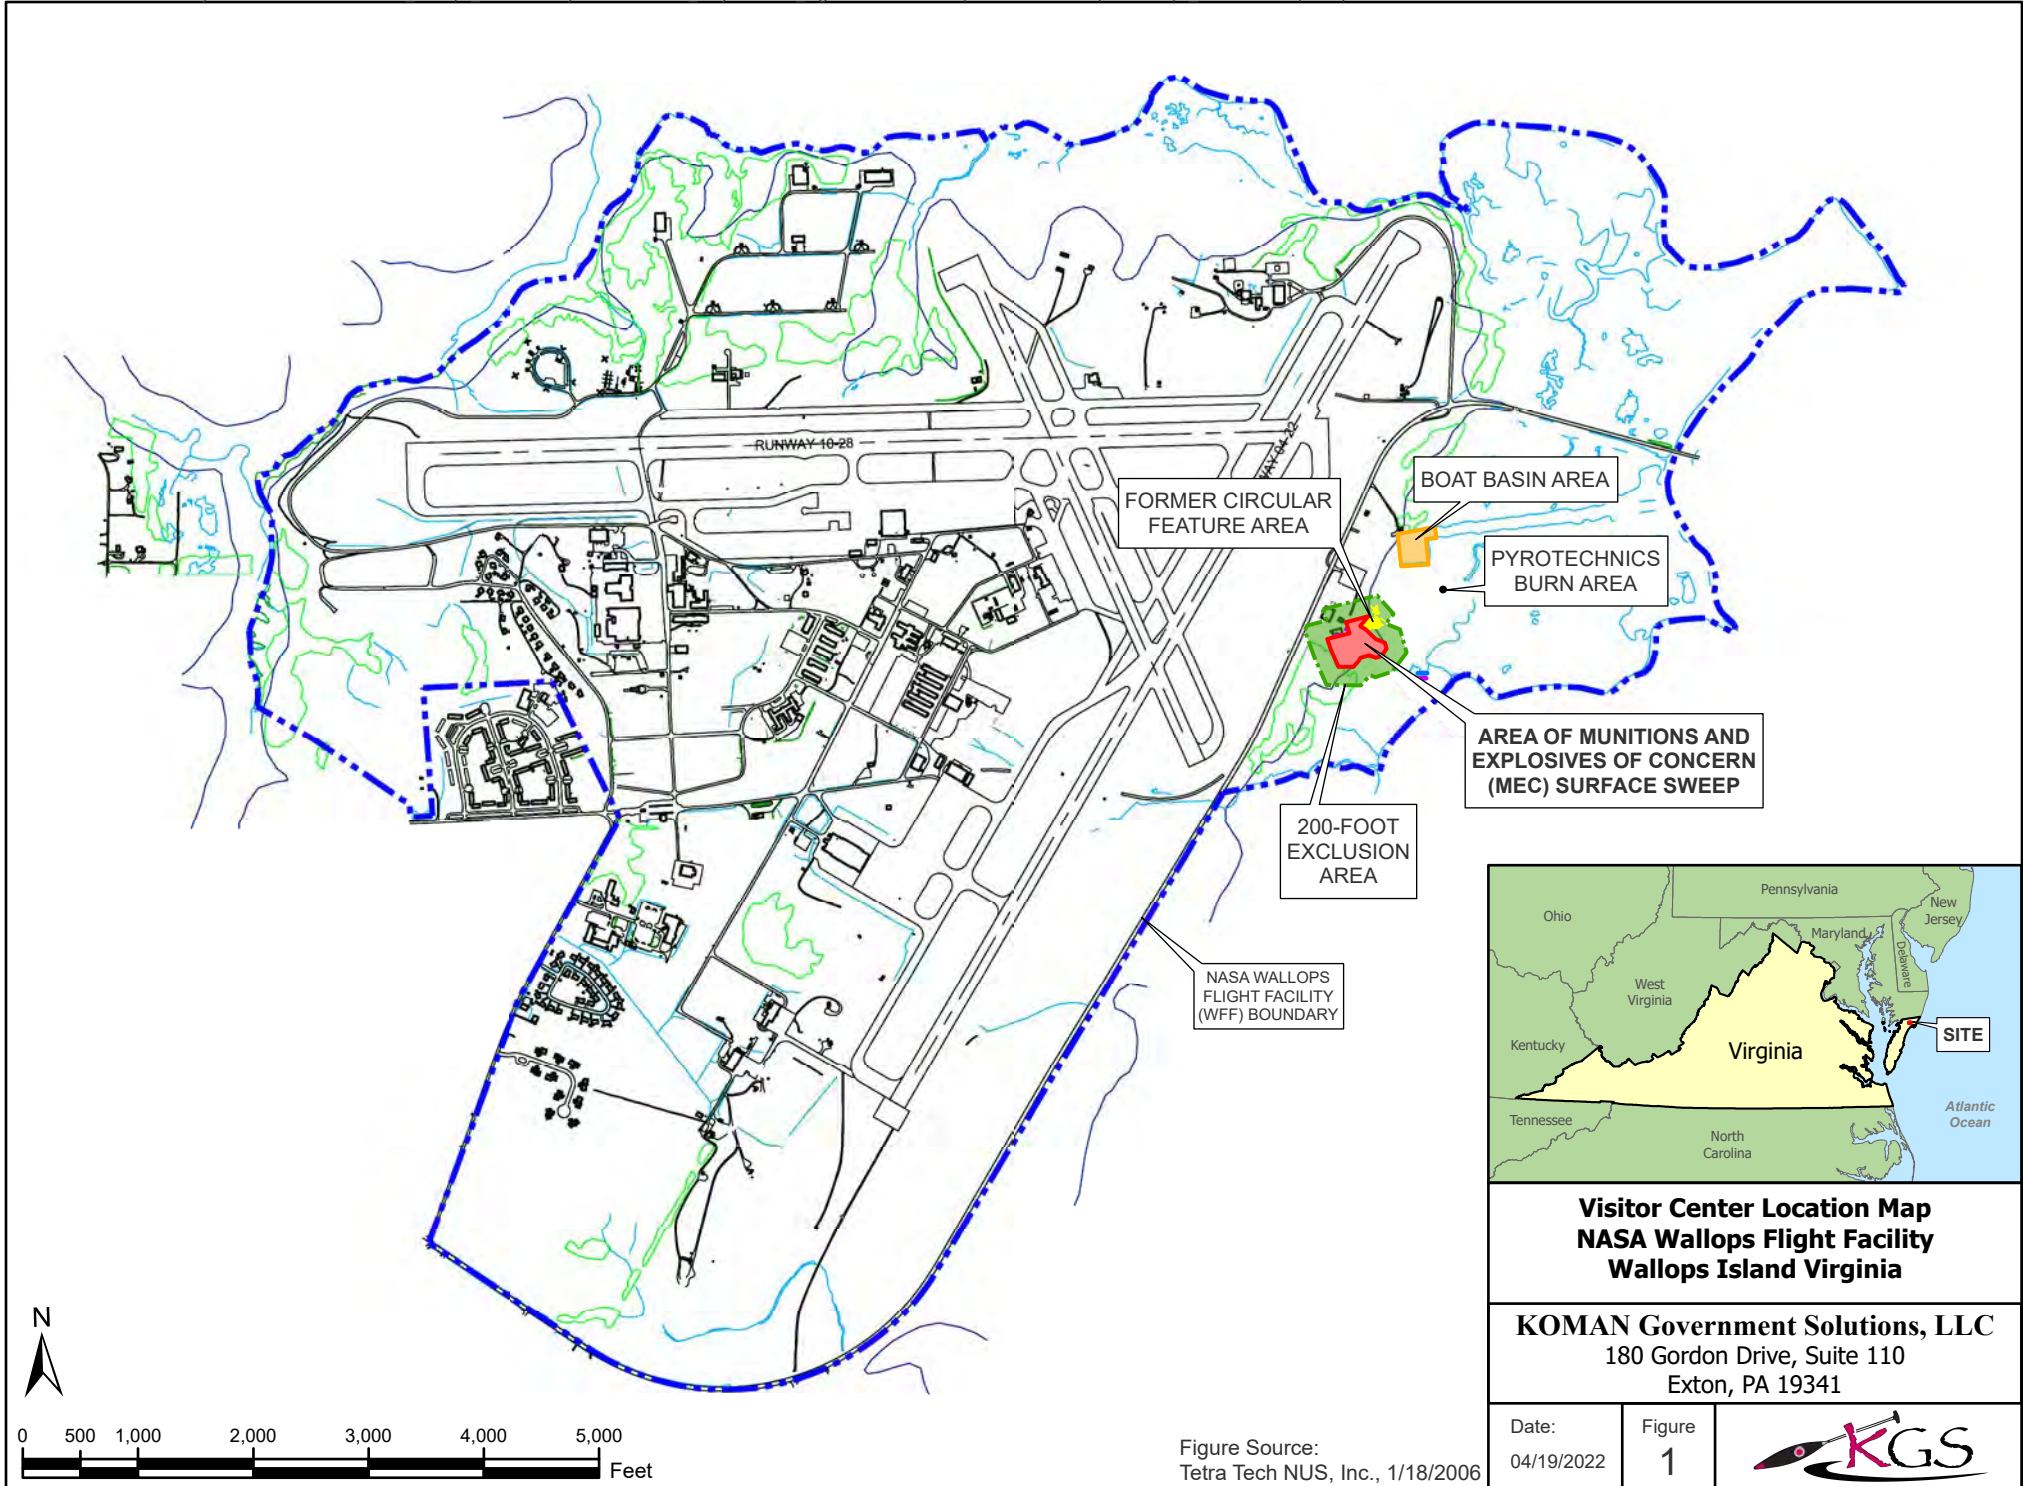 RUNWAY 10-28
WAY 04-22
FORMER CIRCULAR
FEATURE AREA
BOAT BASIN AREA
PYROTECHNICS
BURN AREA
AREA OF MUNITIONS AND
EXPLOSIVES OF CONCERN
(MEC) SURFACE SWEEP
200-FOOT
EXCLUSION
AREA
NASA WALLOPS
FLIGHT FACILITY
(WFF) BOUNDARY
Pennsylvania
Ohio
New
Jersey
Maryland
Delaware
West
Virginia
Kentucky
Virginia
SITE
Tennessee
North
Carolina
Atlantic
Ocean
Visitor Center Location Map
NASA Wallops Flight Facility
Wallops Island Virginia
KOMAN Government Solutions, LLC
180 Gordon Drive, Suite 110
Exton, PA 19341
Date:
04/19/2022
Figure
1
KGS
N
0 500 1,000 2,000 3,000 4,000 5,000
Feet
Figure Source:
Tetra Tech NUS, Inc., 1/18/2006